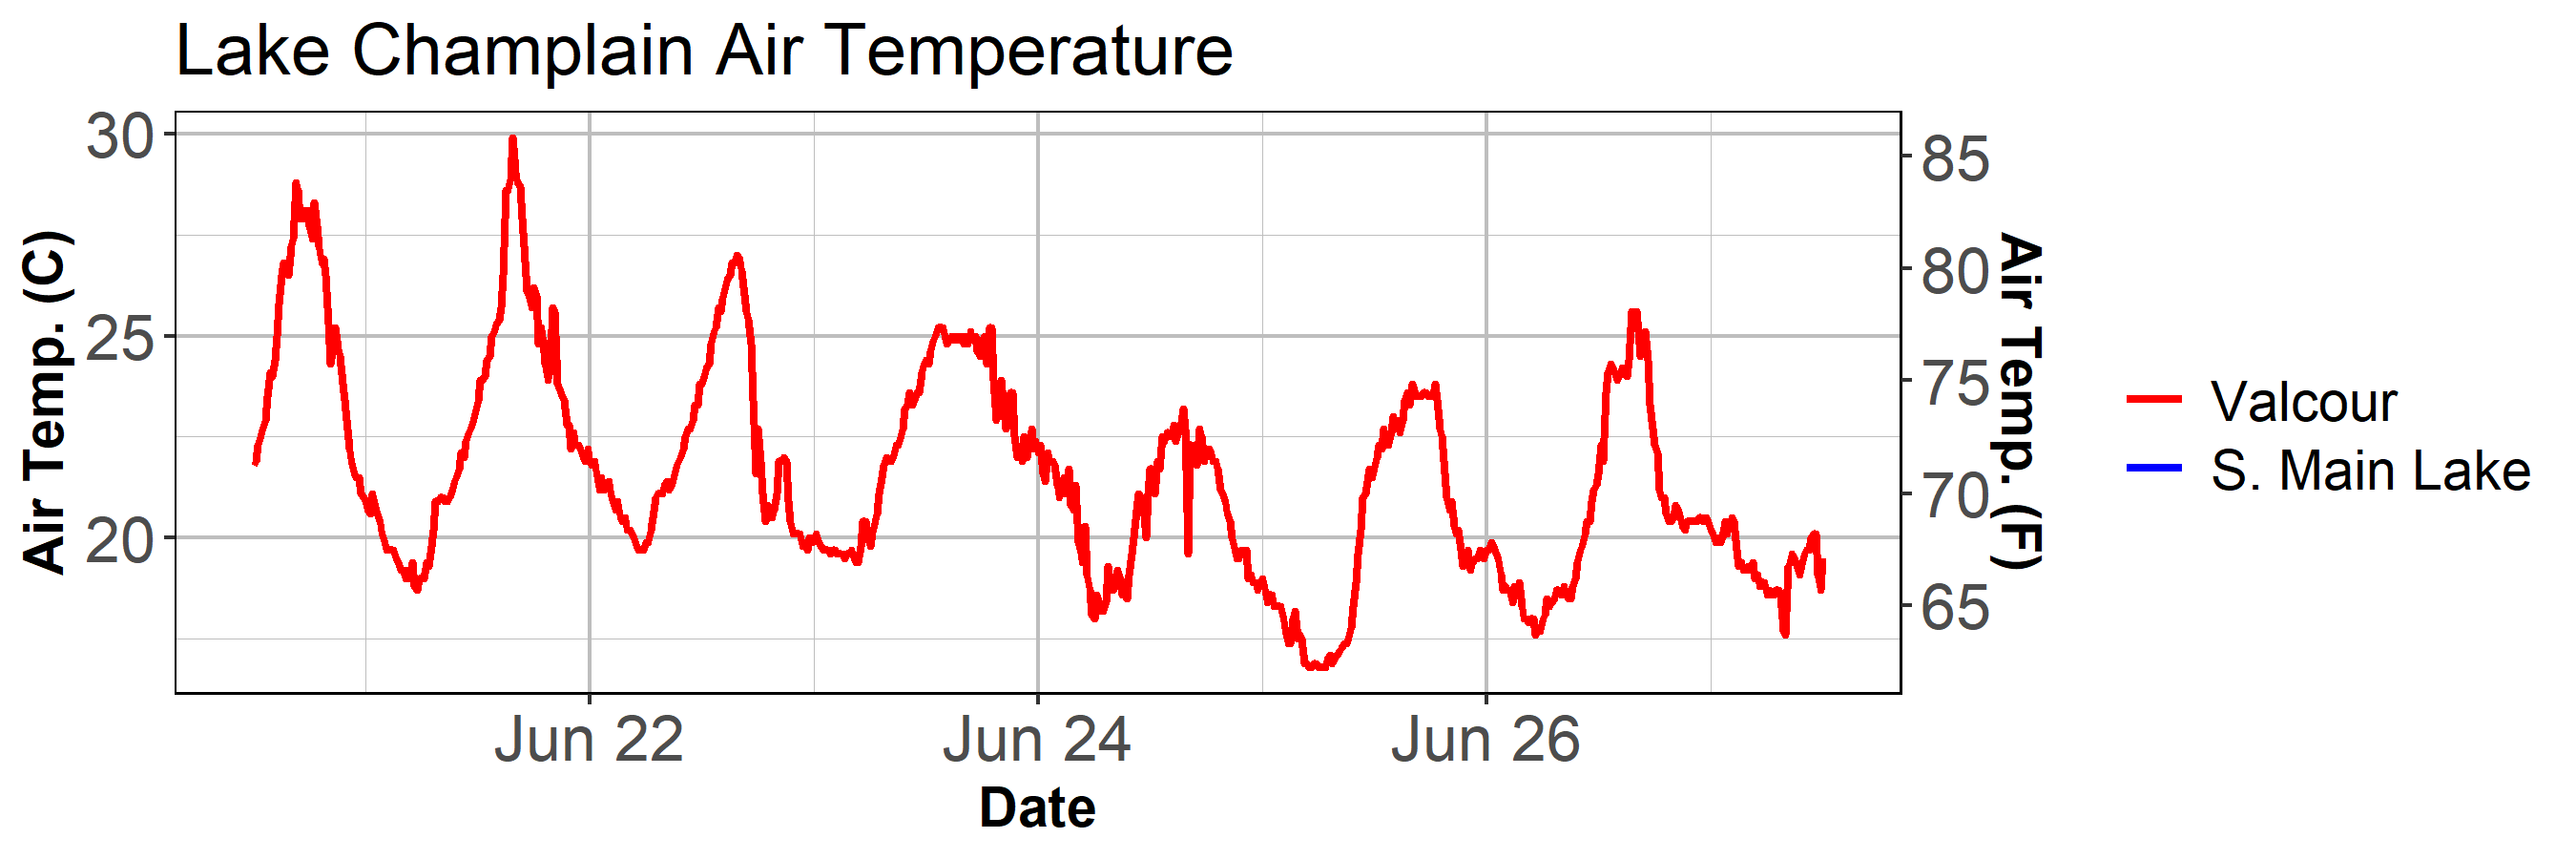 Lake Champlain Air Temperature
Air Temp. (C)
30
25
20
85
80
75
70
65
Air Temp. (F)
Jun 22
Jun 24
Jun 26
Date
Valcour
S. Main Lake